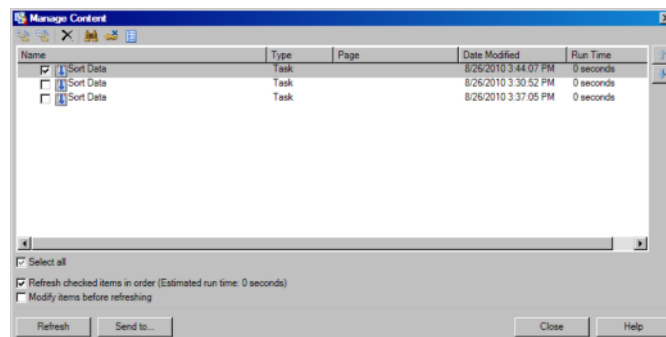 Manage Content
Name Type Page Date Modified Run Time
Sort Data Task 8/26/2010 3:44:07 PM 0 seconds
Sort Data Task 8/26/2010 3:30:52 PM 0 seconds
Sort Data Task 8/26/2010 3:37:05 PM 0 seconds
Select all
Refresh checked items in order (Estimated run time: 0 seconds)
Modify items before refreshing
Refresh Send to... Close Help